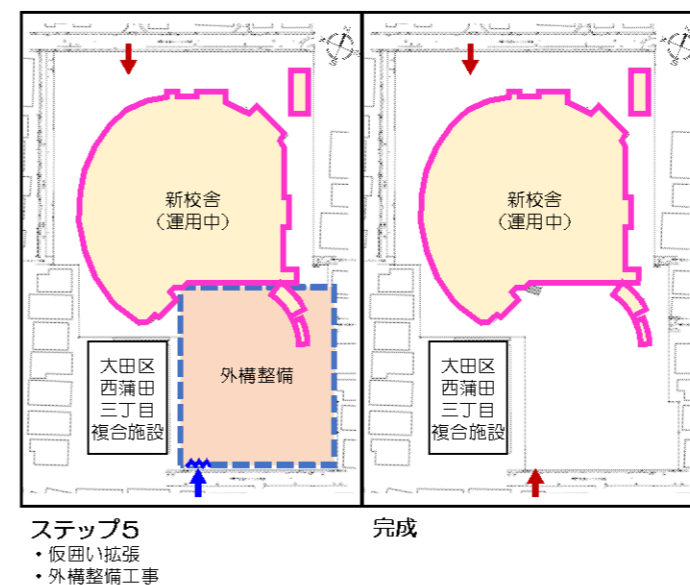 新校舎
（運用中）
外構整備
大田区
西蒲田
三丁目
複合施設
ステップ5
・仮囲い拡張
・外構整備工事
新校舎
（運用中）
大田区
西蒲田
三丁目
複合施設
完成